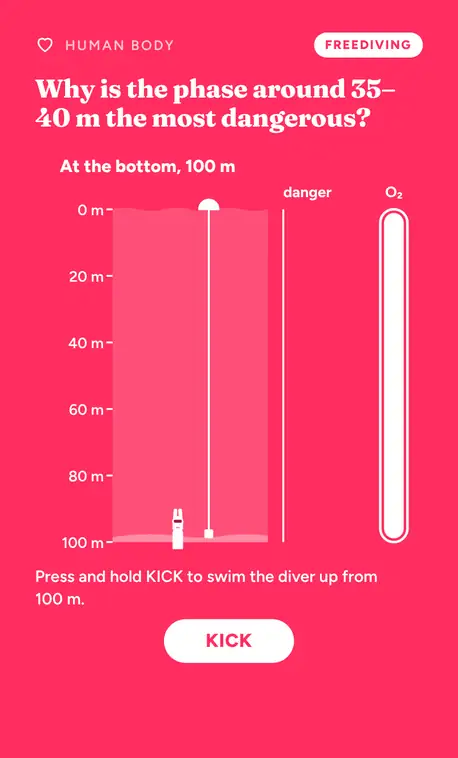 HUMAN BODY
FREEDIVING
Why is the phase around 35–
40 m the most dangerous?
At the bottom, 100 m
danger
O₂
0 m
20 m
40 m
60 m
80 m
100 m
Press and hold KICK to swim the diver up from
100 m.
KICK